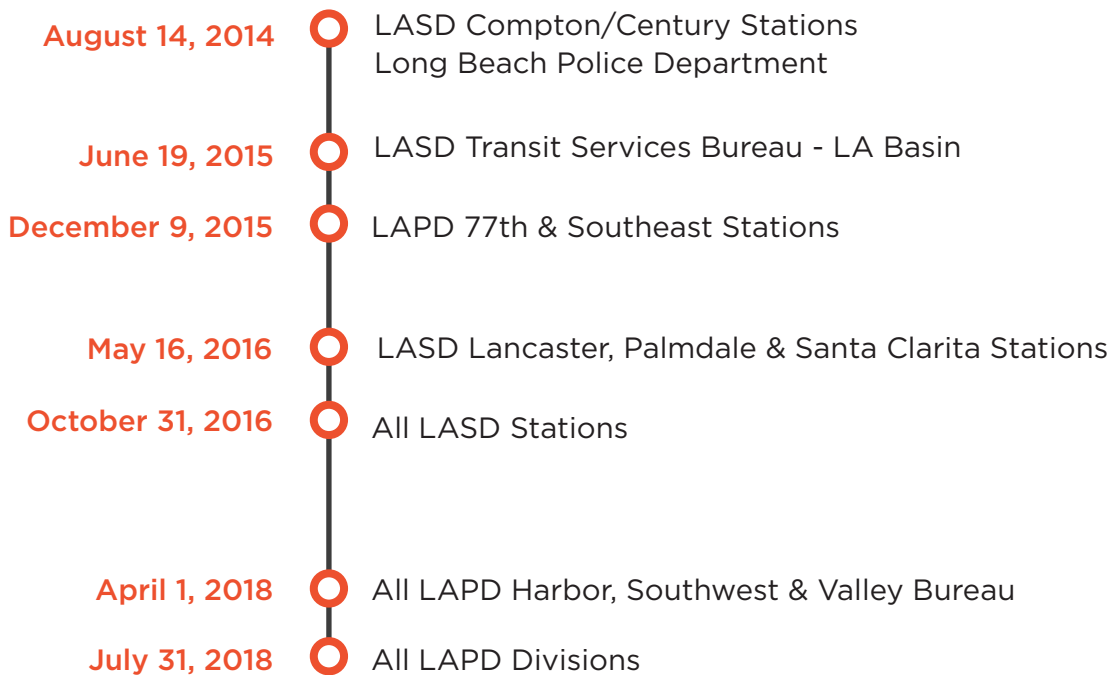 August 14, 2014
LASD Compton/Century Stations
Long Beach Police Department
June 19, 2015
LASD Transit Services Bureau - LA Basin
December 9, 2015
LAPD 77th & Southeast Stations
May 16, 2016
LASD Lancaster, Palmdale & Santa Clarita Stations
October 31, 2016
All LASD Stations
April 1, 2018
All LAPD Harbor, Southwest & Valley Bureau
July 31, 2018
All LAPD Divisions